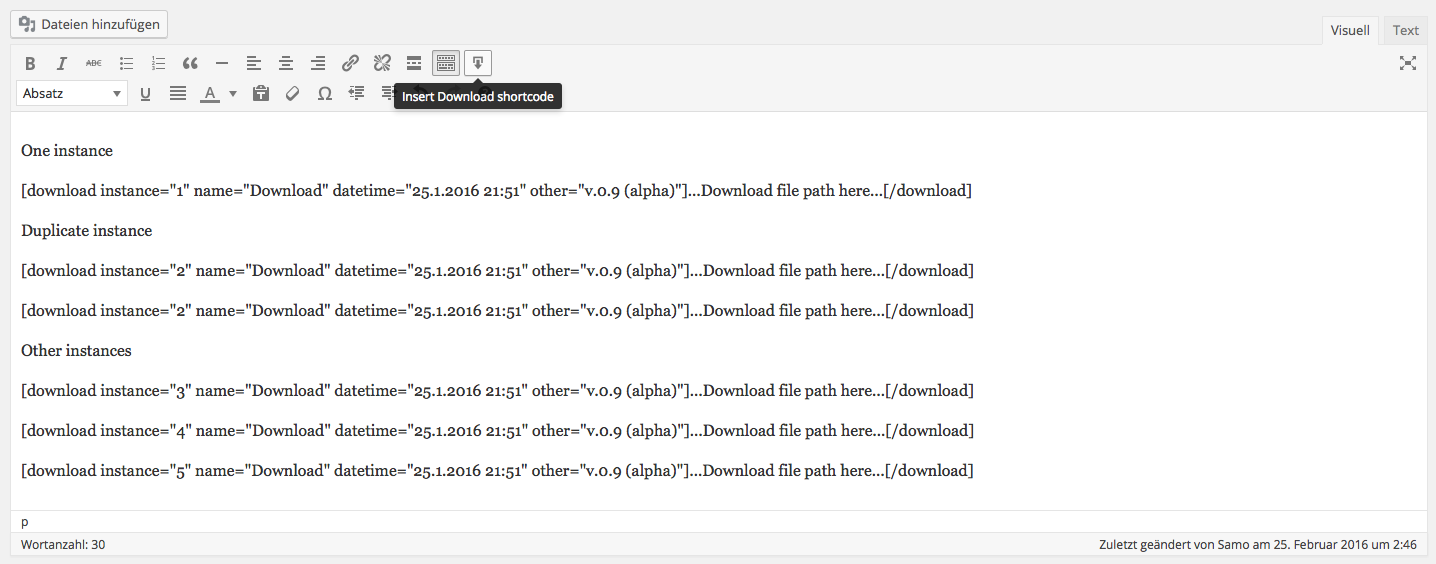 Dateien hinzufügen
Visuell Text
B I ABC
Absatz U A T Ω
Insert Download shortcode
One instance
[download instance="1" name="Download" datetime="25.1.2016 21:51" other="v.0.9 (alpha)"]...Download file path here...[/download]
Duplicate instance
[download instance="2" name="Download" datetime="25.1.2016 21:51" other="v.0.9 (alpha)"]...Download file path here...[/download]
[download instance="2" name="Download" datetime="25.1.2016 21:51" other="v.0.9 (alpha)"]...Download file path here...[/download]
Other instances
[download instance="3" name="Download" datetime="25.1.2016 21:51" other="v.0.9 (alpha)"]...Download file path here...[/download]
[download instance="4" name="Download" datetime="25.1.2016 21:51" other="v.0.9 (alpha)"]...Download file path here...[/download]
[download instance="5" name="Download" datetime="25.1.2016 21:51" other="v.0.9 (alpha)"]...Download file path here...[/download]
p
Wortanzahl: 30 Zuletzt geändert von Samo am 25. Februar 2016 um 2:46